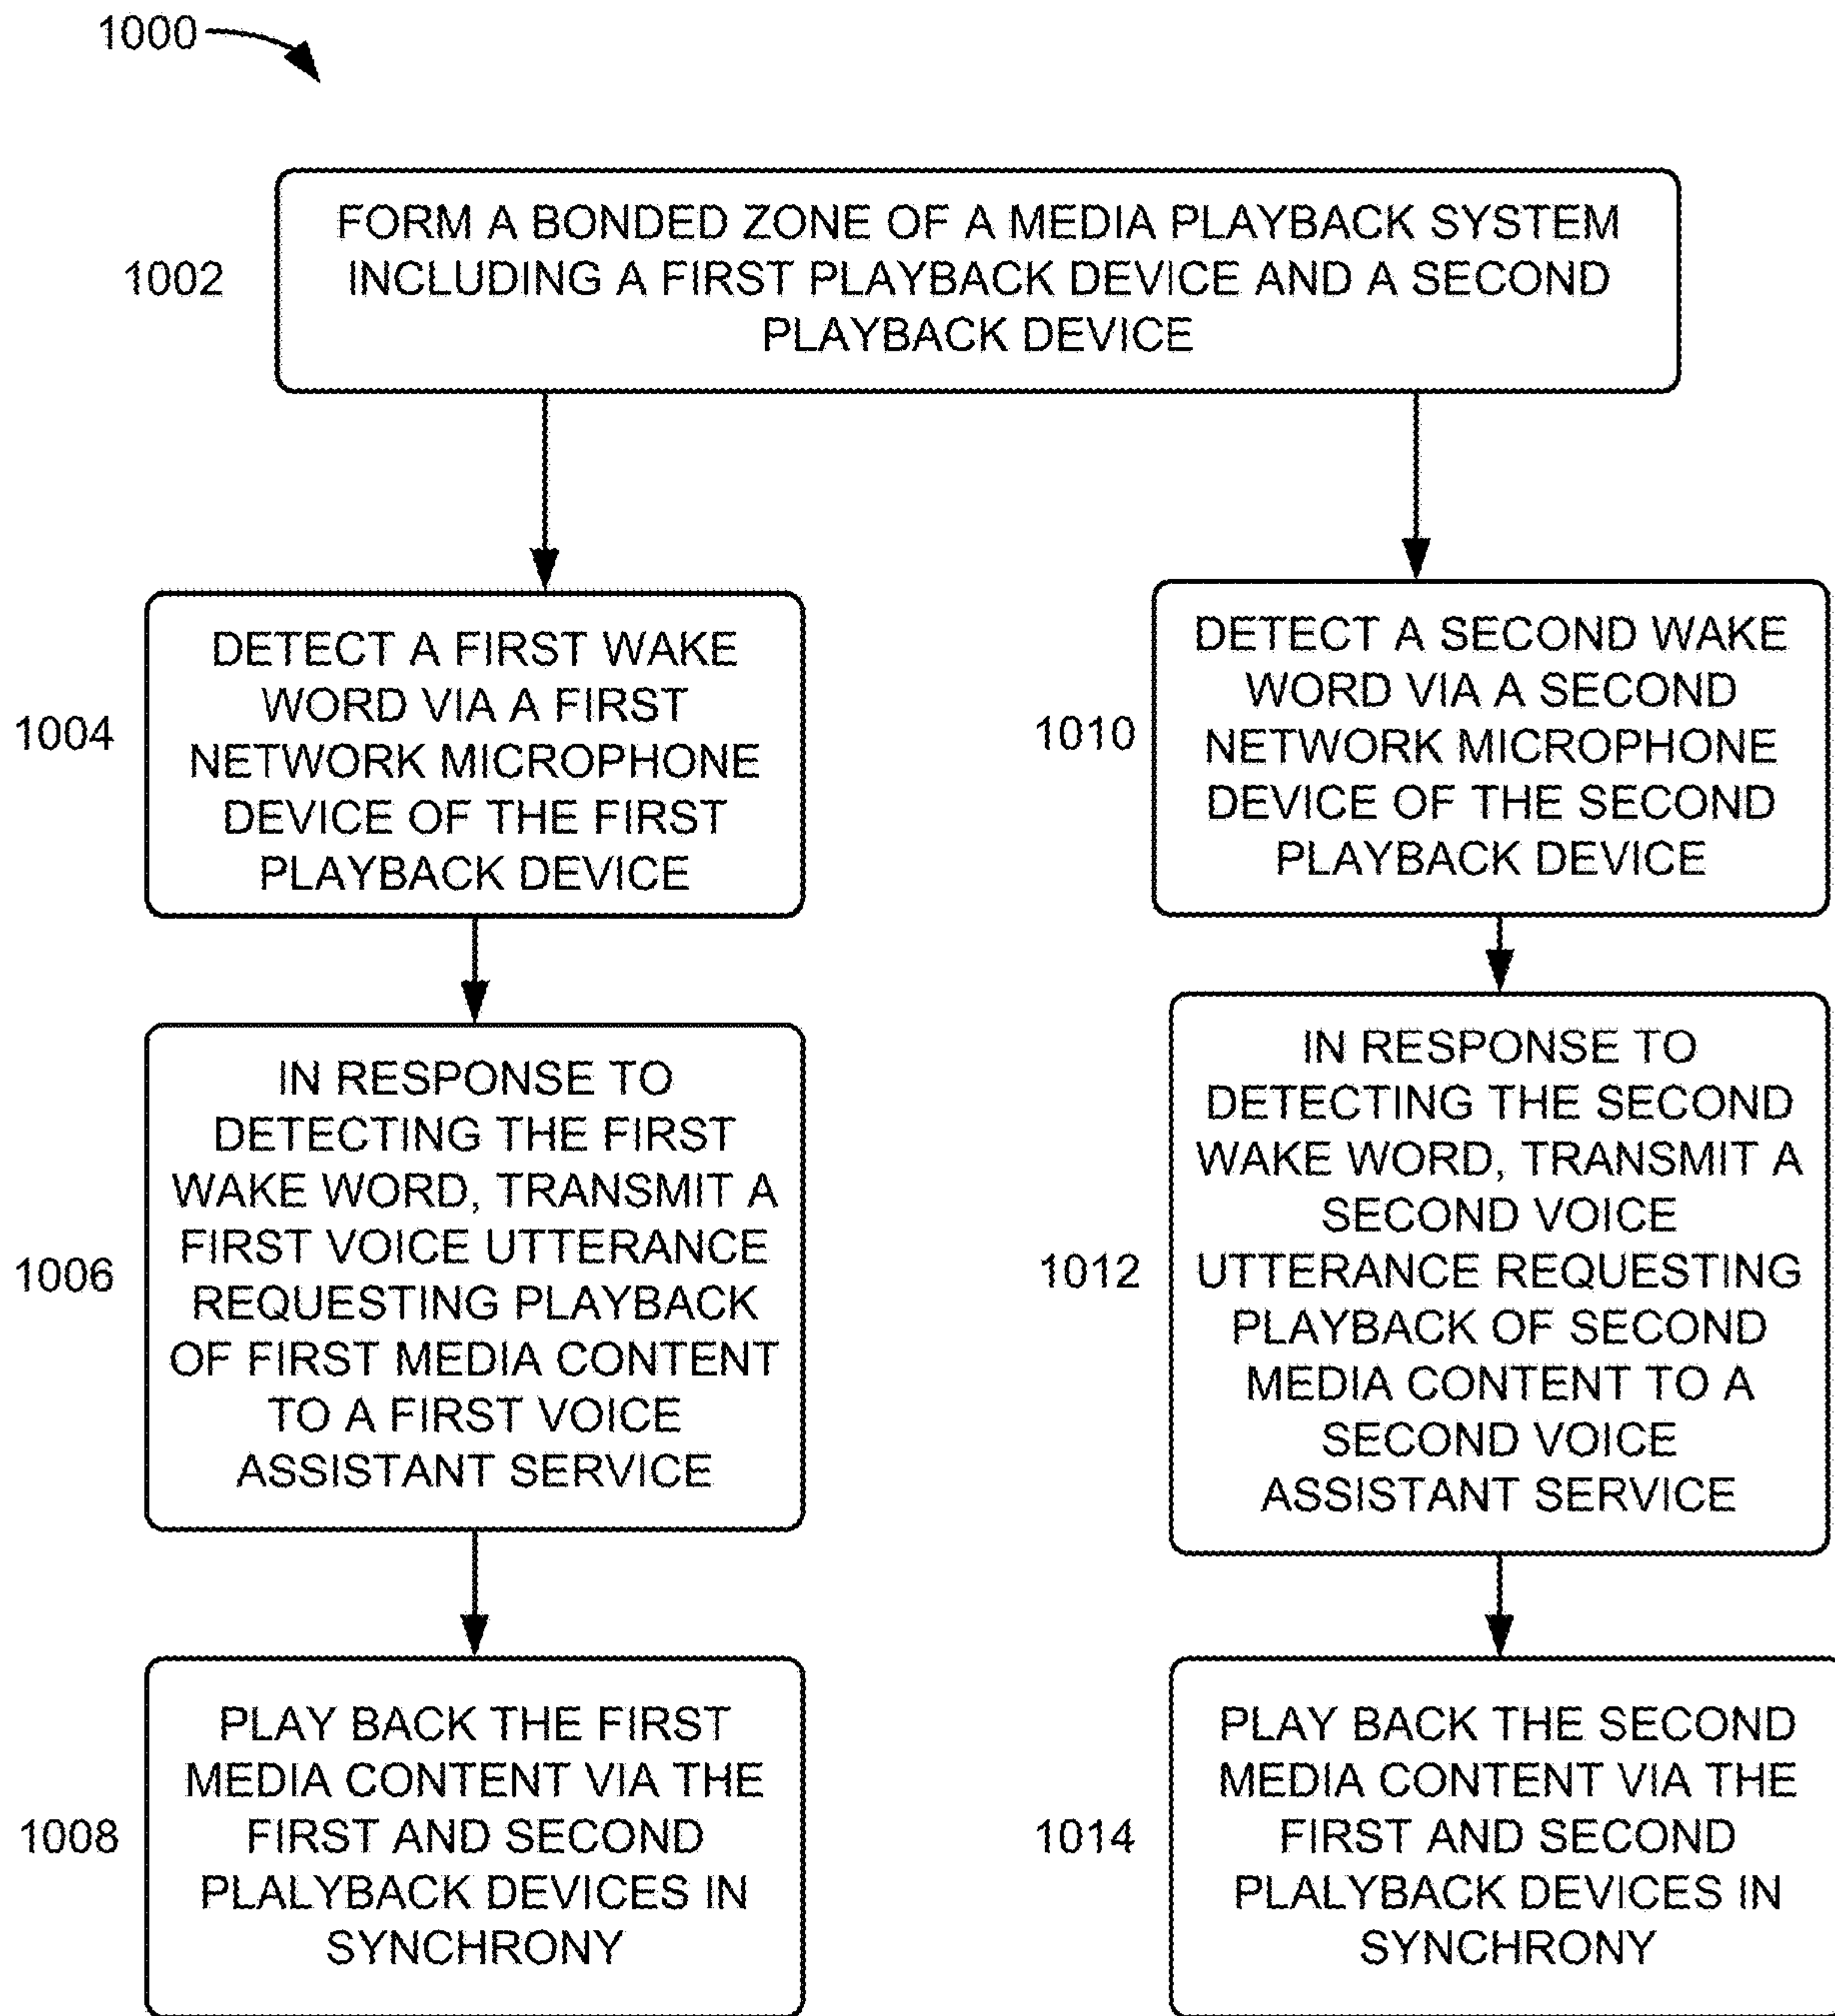 1000
1002
FORM A BONDED ZONE OF A MEDIA PLAYBACK SYSTEM
INCLUDING A FIRST PLAYBACK DEVICE AND A SECOND
PLAYBACK DEVICE
1004
DETECT A FIRST WAKE
WORD VIA A FIRST
NETWORK MICROPHONE
DEVICE OF THE FIRST
PLAYBACK DEVICE
1006
IN RESPONSE TO
DETECTING THE FIRST
WAKE WORD, TRANSMIT A
FIRST VOICE UTTERANCE
REQUESTING PLAYBACK
OF FIRST MEDIA CONTENT
TO A FIRST VOICE
ASSISTANT SERVICE
1008
PLAY BACK THE FIRST
MEDIA CONTENT VIA THE
FIRST AND SECOND
PLALYBACK DEVICES IN
SYNCHRONY
1010
DETECT A SECOND WAKE
WORD VIA A SECOND
NETWORK MICROPHONE
DEVICE OF THE SECOND
PLAYBACK DEVICE
1012
IN RESPONSE TO
DETECTING THE SECOND
WAKE WORD, TRANSMIT A
SECOND VOICE
UTTERANCE REQUESTING
PLAYBACK OF SECOND
MEDIA CONTENT TO A
SECOND VOICE
ASSISTANT SERVICE
1014
PLAY BACK THE SECOND
MEDIA CONTENT VIA THE
FIRST AND SECOND
PLALYBACK DEVICES IN
SYNCHRONY